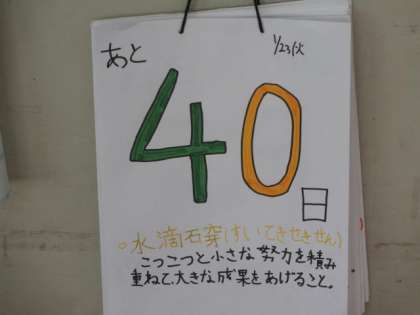 1/23(火
あと
40
日
○水滴石穿(すいてきせきせん)
こつこつと小さな努力を積み
重ねて、大きな成果をあげること。